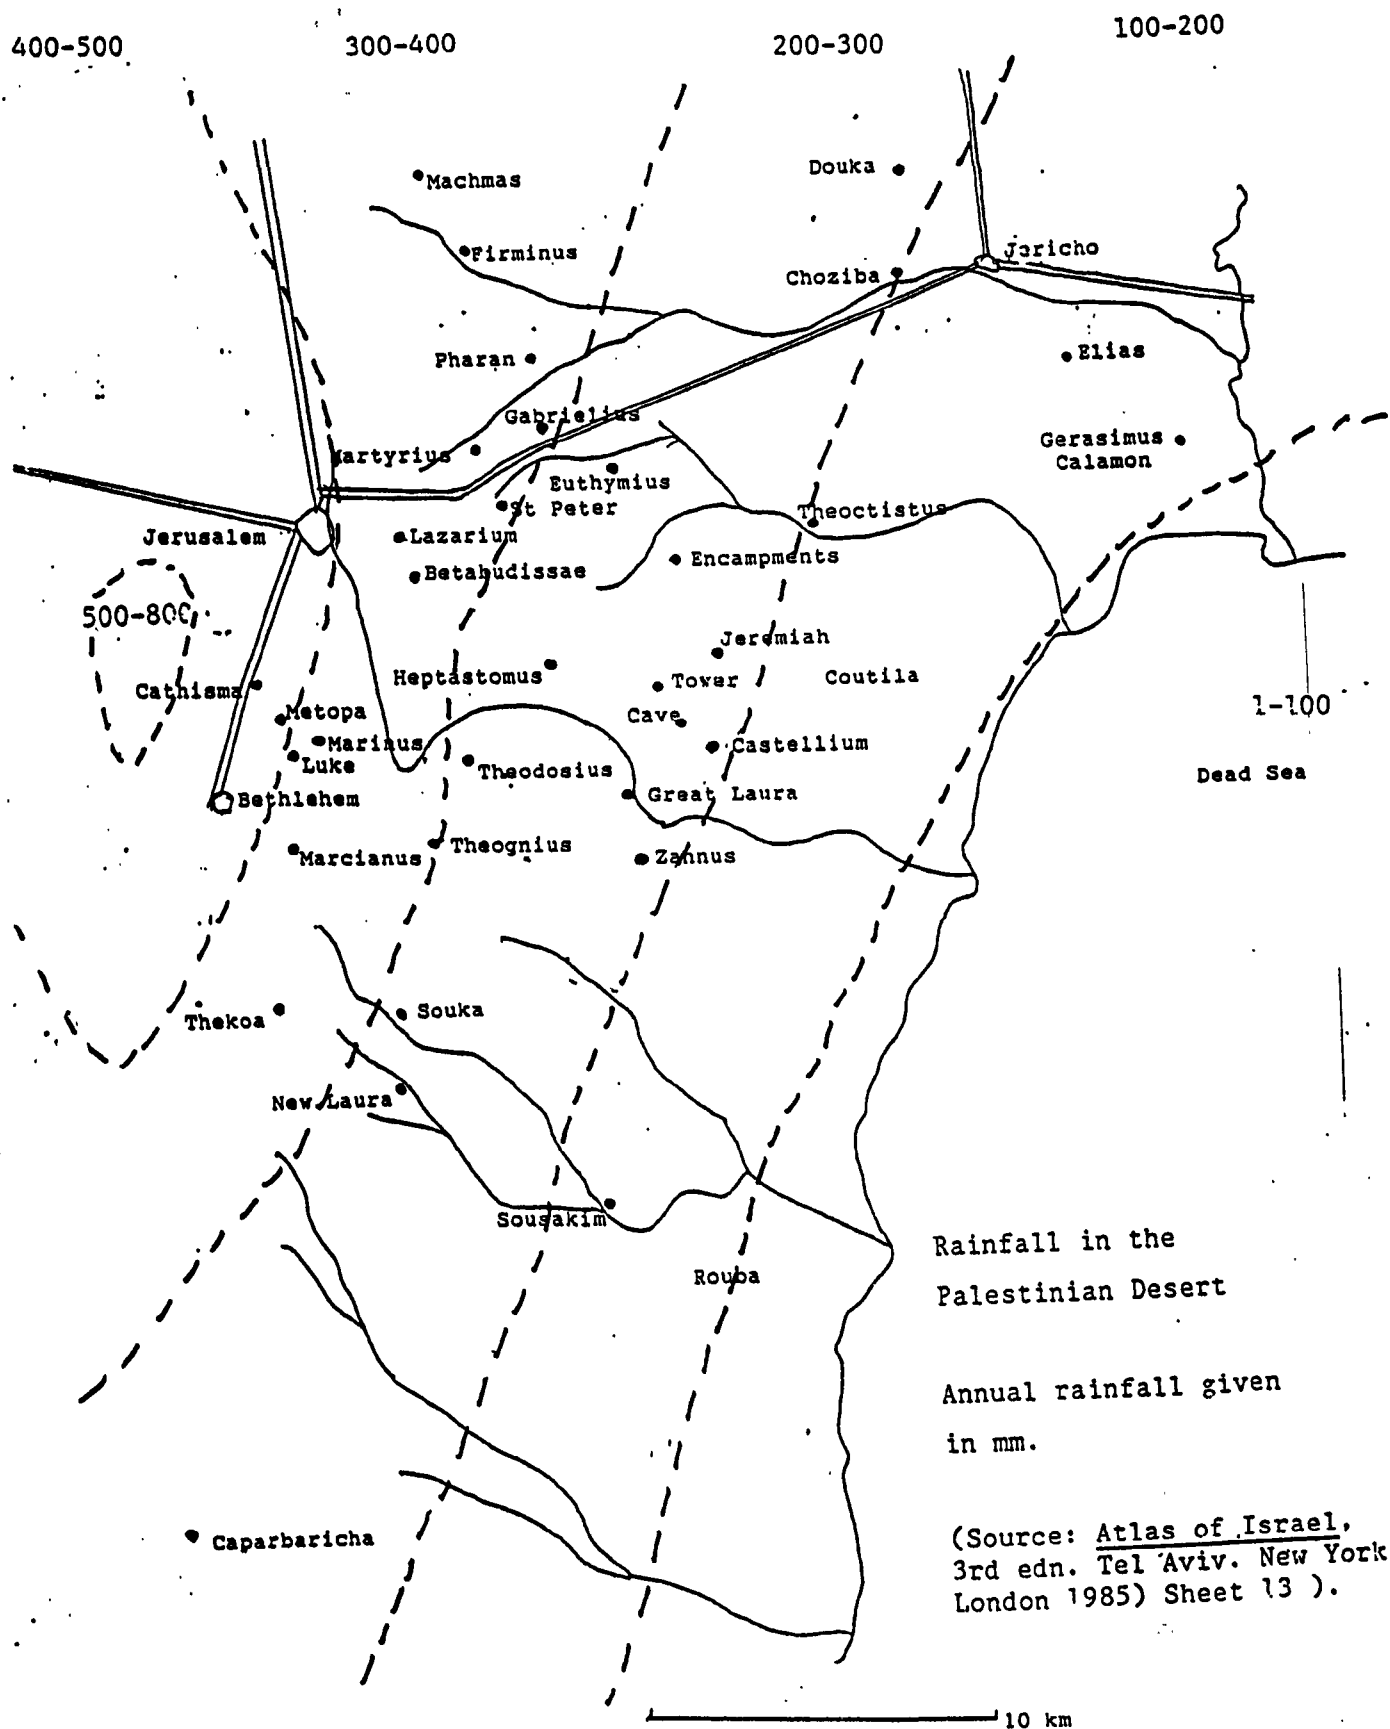 400-500
300-400
200-300
100-200
Machmas
Douka
Firminus
Jericho
Choziba
Pharan
Elias
Gabrielius
Martyrius
Gerasimus
Calamon
Euthymius
St Peter
Theoctistus
Jerusalem
Lazarium
Encampments
Betabudissae
500-800
Jeremiah
Heptastomus
Tower
Coutila
Cathisma
Metopa
Cave
1-100
Marinus
Castellium
Luke
Theodosius
Dead Sea
Bethlehem
Great Laura
Marcianus
Theognius
Zannus
Thekoa
Souka
New Laura
Sousakim
Rouba
Rainfall in the
Palestinian Desert
Annual rainfall given
in mm.
Caparbaricha
(Source: Atlas of Israel,
3rd edn. Tel Aviv. New York
London 1985) Sheet 13 ).
10 km